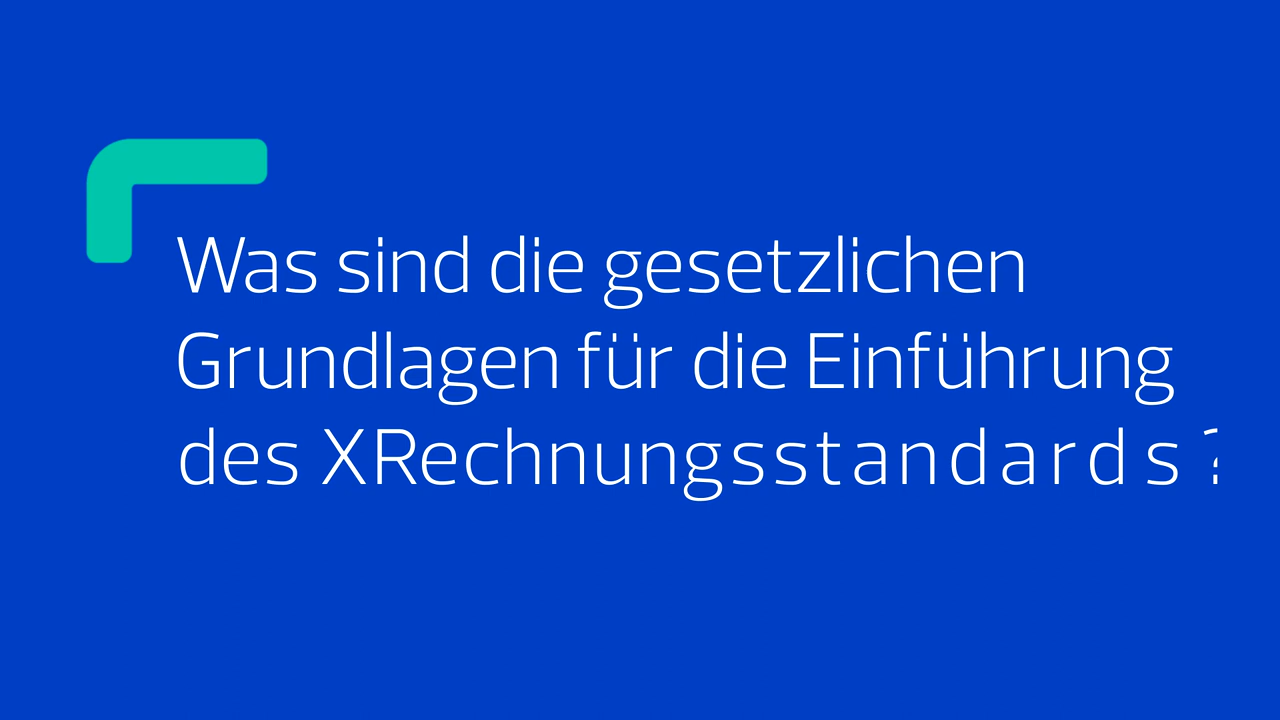 Was sind die gesetzlichen
Grundlagen für die Einführung
des XRechnungsstandards ?